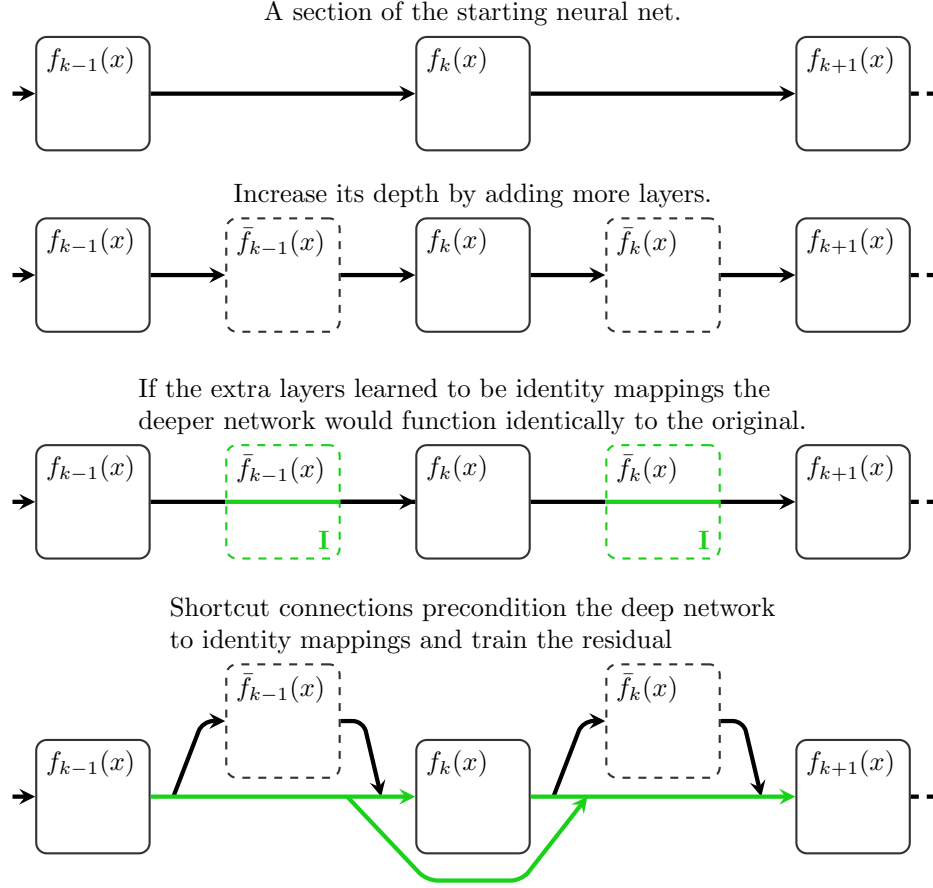 A section of the starting neural net.
f_{k−1}(x) f_k(x) f_{k+1}(x)
Increase its depth by adding more layers.
f_{k−1}(x) f̄_{k−1}(x) f_k(x) f̄_k(x) f_{k+1}(x)
If the extra layers learned to be identity mappings the
deeper network would function identically to the original.
f_{k−1}(x) f̄_{k−1}(x) f_k(x) f̄_k(x) f_{k+1}(x)
I I
Shortcut connections precondition the deep network
to identity mappings and train the residual
f̄_{k−1}(x) f̄_k(x)
f_{k−1}(x) f_k(x) f_{k+1}(x)